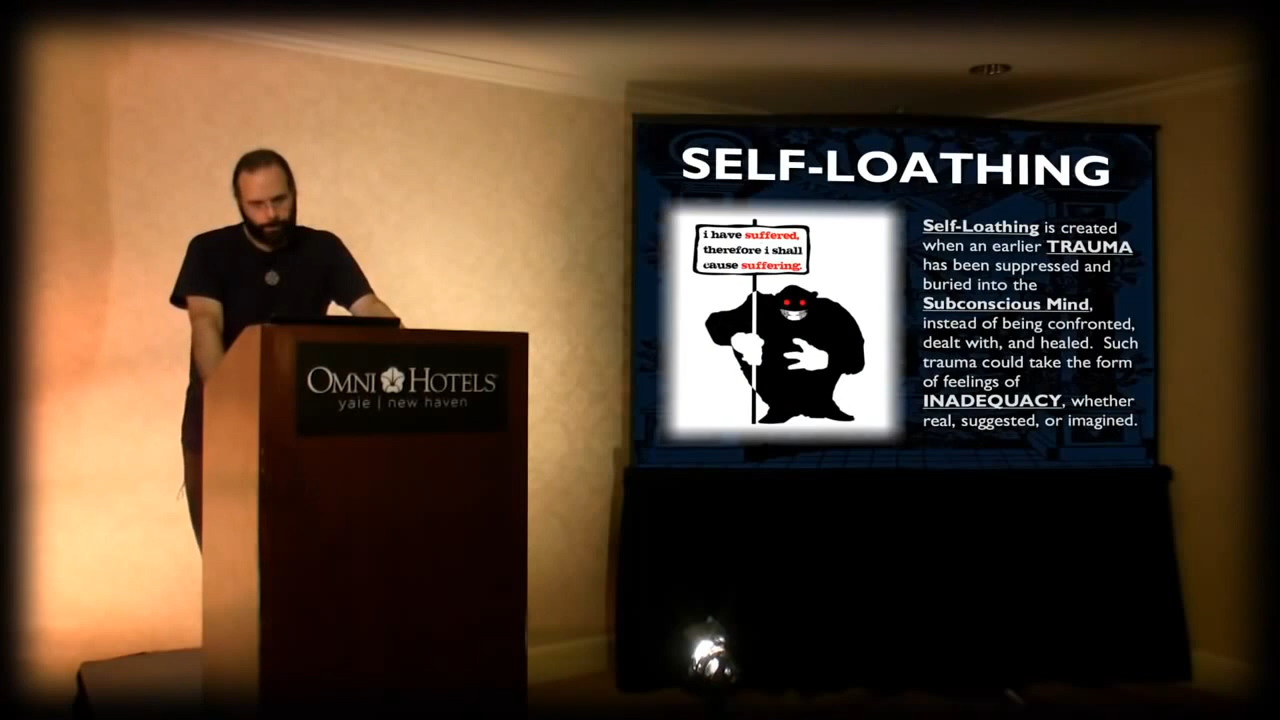 SELF-LOATHING
i have suffered,
therefore i shall
cause suffering.
Self-Loathing is created
when an earlier TRAUMA
has been suppressed and
buried into the
Subconscious Mind,
instead of being confronted,
dealt with, and healed.  Such
trauma could take the form
of feelings of
INADEQUACY, whether
real, suggested, or imagined.
OMNI HOTELS
yale | new haven